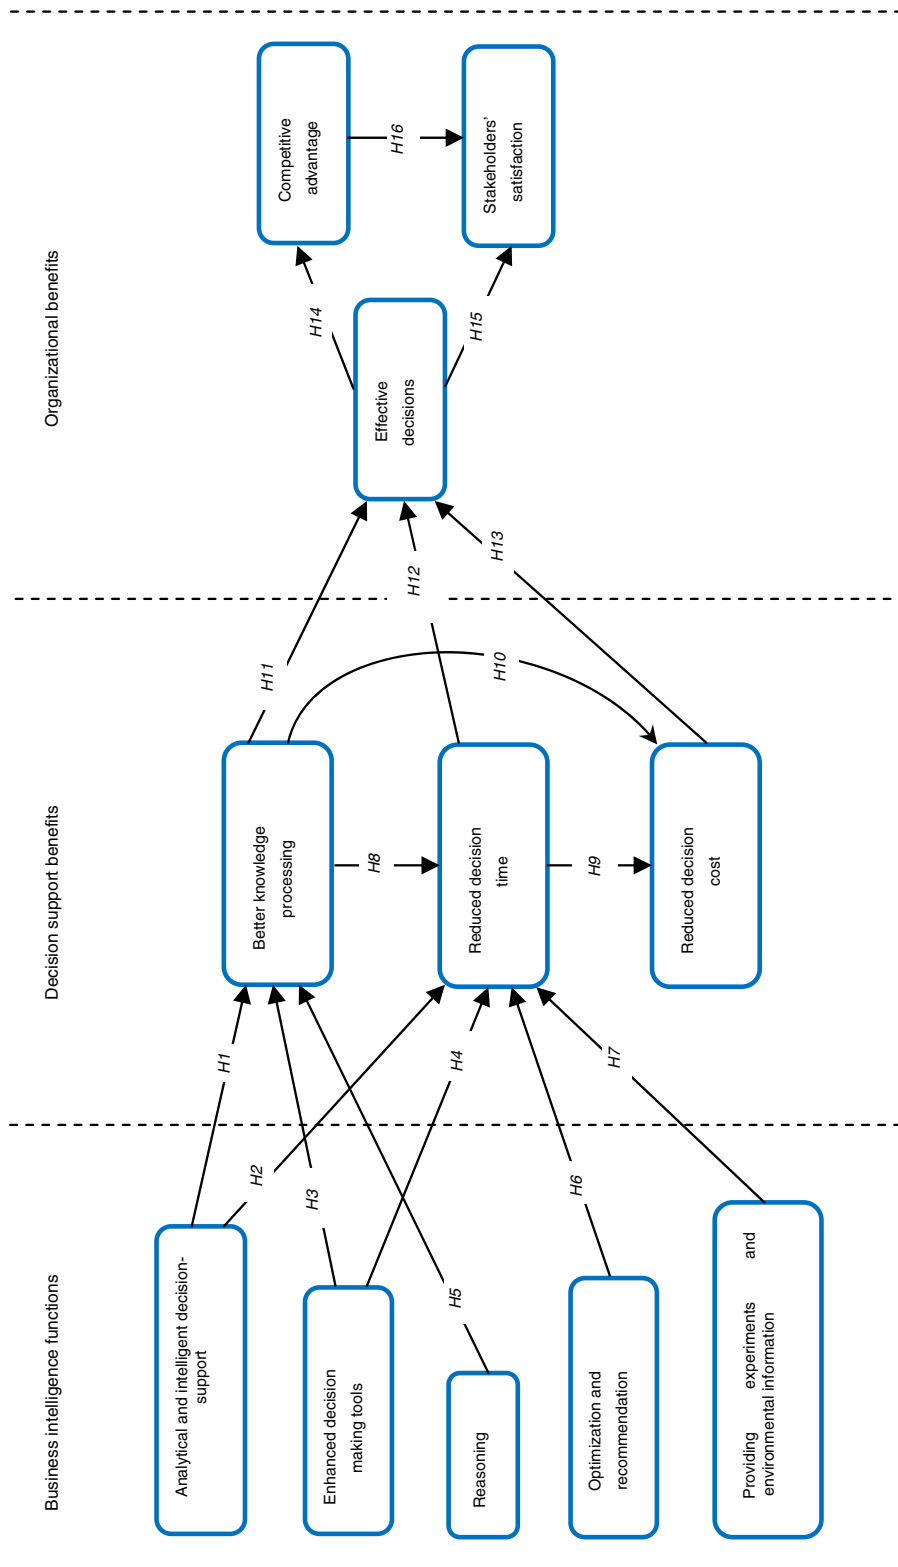 Business intelligence functions
Decision support benefits
Organizational benefits
Analytical and intelligent decision-
support
Enhanced decision
making tools
Reasoning
Optimization and
recommendation
Providing experiments and
environmental information
H1
H2
H3
H4
H5
H6
H7
Better knowledge
processing
H8
Reduced decision
time
H9
Reduced decision
cost
H10
H11
H12
H13
Effective
decisions
H14
H15
Competitive
advantage
H16
Stakeholders’
satisfaction